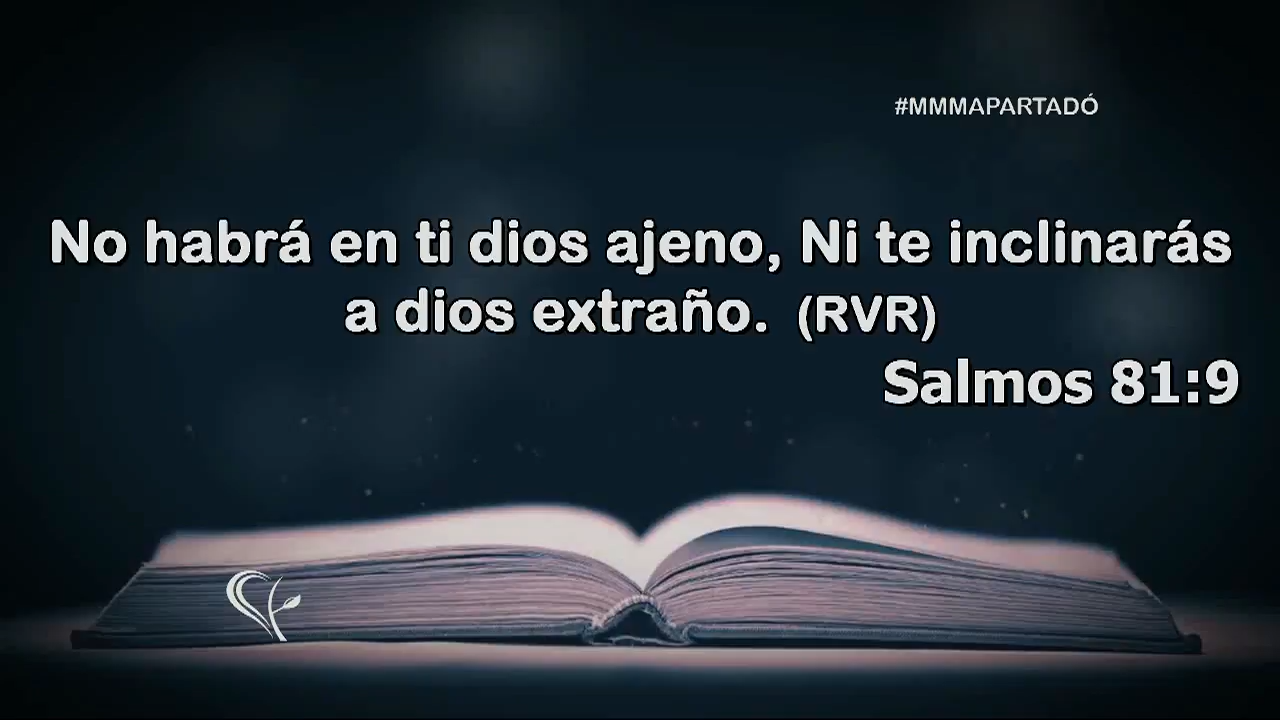 #MMMAPARTADÓ
No habrá en ti dios ajeno, Ni te inclinarás
a dios extraño. (RVR)
Salmos 81:9